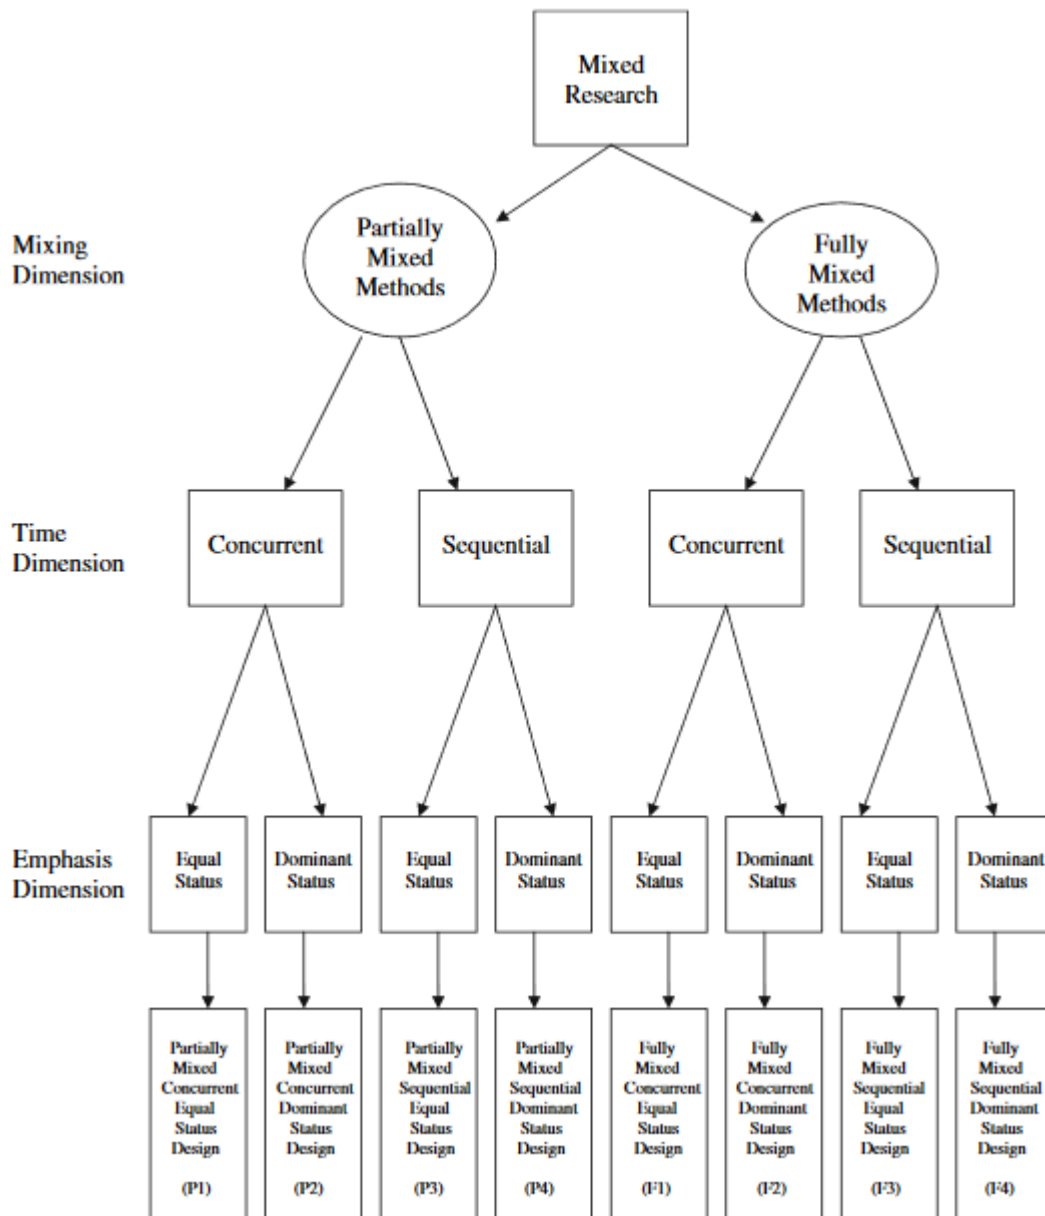 Mixed
Research
Mixing
Dimension
Partially
Mixed
Methods
Fully
Mixed
Methods
Time
Dimension
Concurrent
Sequential
Concurrent
Sequential
Emphasis
Dimension
Equal
Status
Dominant
Status
Equal
Status
Dominant
Status
Equal
Status
Dominant
Status
Equal
Status
Dominant
Status
Partially
Mixed
Concurrent
Equal
Status
Design
(P1)
Partially
Mixed
Concurrent
Dominant
Status
Design
(P2)
Partially
Mixed
Sequential
Equal
Status
Design
(P3)
Partially
Mixed
Sequential
Dominant
Status
Design
(P4)
Fully
Mixed
Concurrent
Equal
Status
Design
(F1)
Fully
Mixed
Concurrent
Dominant
Status
Design
(F2)
Fully
Mixed
Sequential
Equal
Status
Design
(F3)
Fully
Mixed
Sequential
Dominant
Status
Design
(F4)